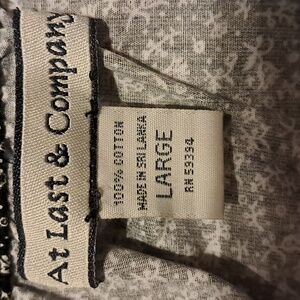 At Last & Company
100% COTTON
MADE IN SRI LANKA
LARGE
RN 59394